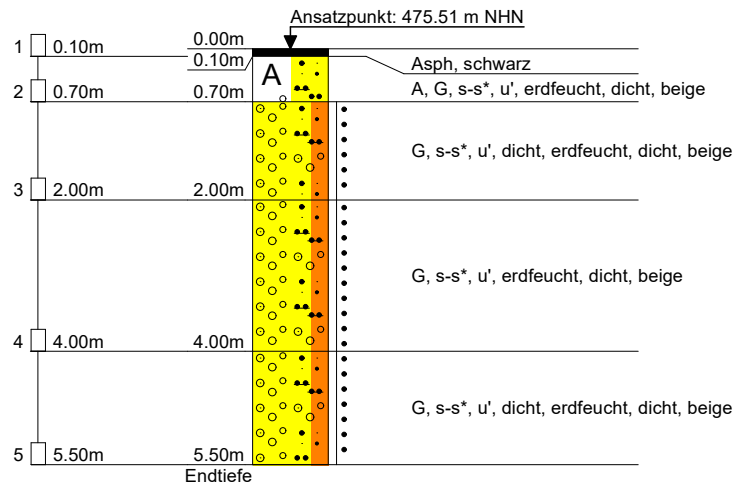 Ansatzpunkt: 475.51 m NHN
0.00m
1 0.10m 0.10m Asph, schwarz
A
2 0.70m 0.70m A, G, s-s*, u', erdfeucht, dicht, beige
G, s-s*, u', dicht, erdfeucht, dicht, beige
3 2.00m 2.00m
G, s-s*, u', erdfeucht, dicht, beige
4 4.00m 4.00m
G, s-s*, u', dicht, erdfeucht, dicht, beige
5 5.50m 5.50m
Endtiefe